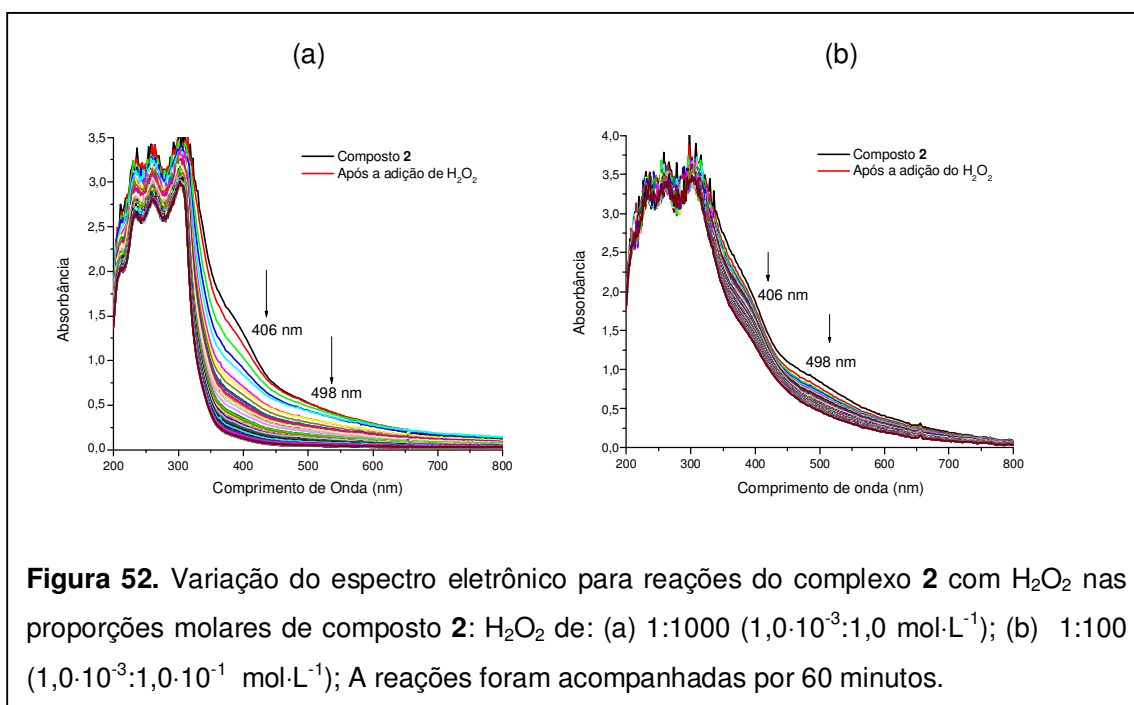 (a)
(b)
3,5
3,0
2,5
2,0
1,5
1,0
0,5
0,0
Absorbância
Composto 2
Após a adição de H₂O₂
406 nm
498 nm
200 300 400 500 600 700 800
Comprimento de Onda (nm)
4,0
3,5
3,0
2,5
2,0
1,5
1,0
0,5
0,0
Absorbância
Composto 2
Após a adição do H₂O₂
406 nm
498 nm
200 300 400 500 600 700 800
Comprimento de onda (nm)
Figura 52. Variação do espectro eletrônico para reações do complexo 2 com H₂O₂ nas
proporções molares de composto 2: H₂O₂ de: (a) 1:1000 (1,0·10⁻³:1,0 mol·L⁻¹); (b) 1:100
(1,0·10⁻³:1,0·10⁻¹ mol·L⁻¹); A reações foram acompanhadas por 60 minutos.